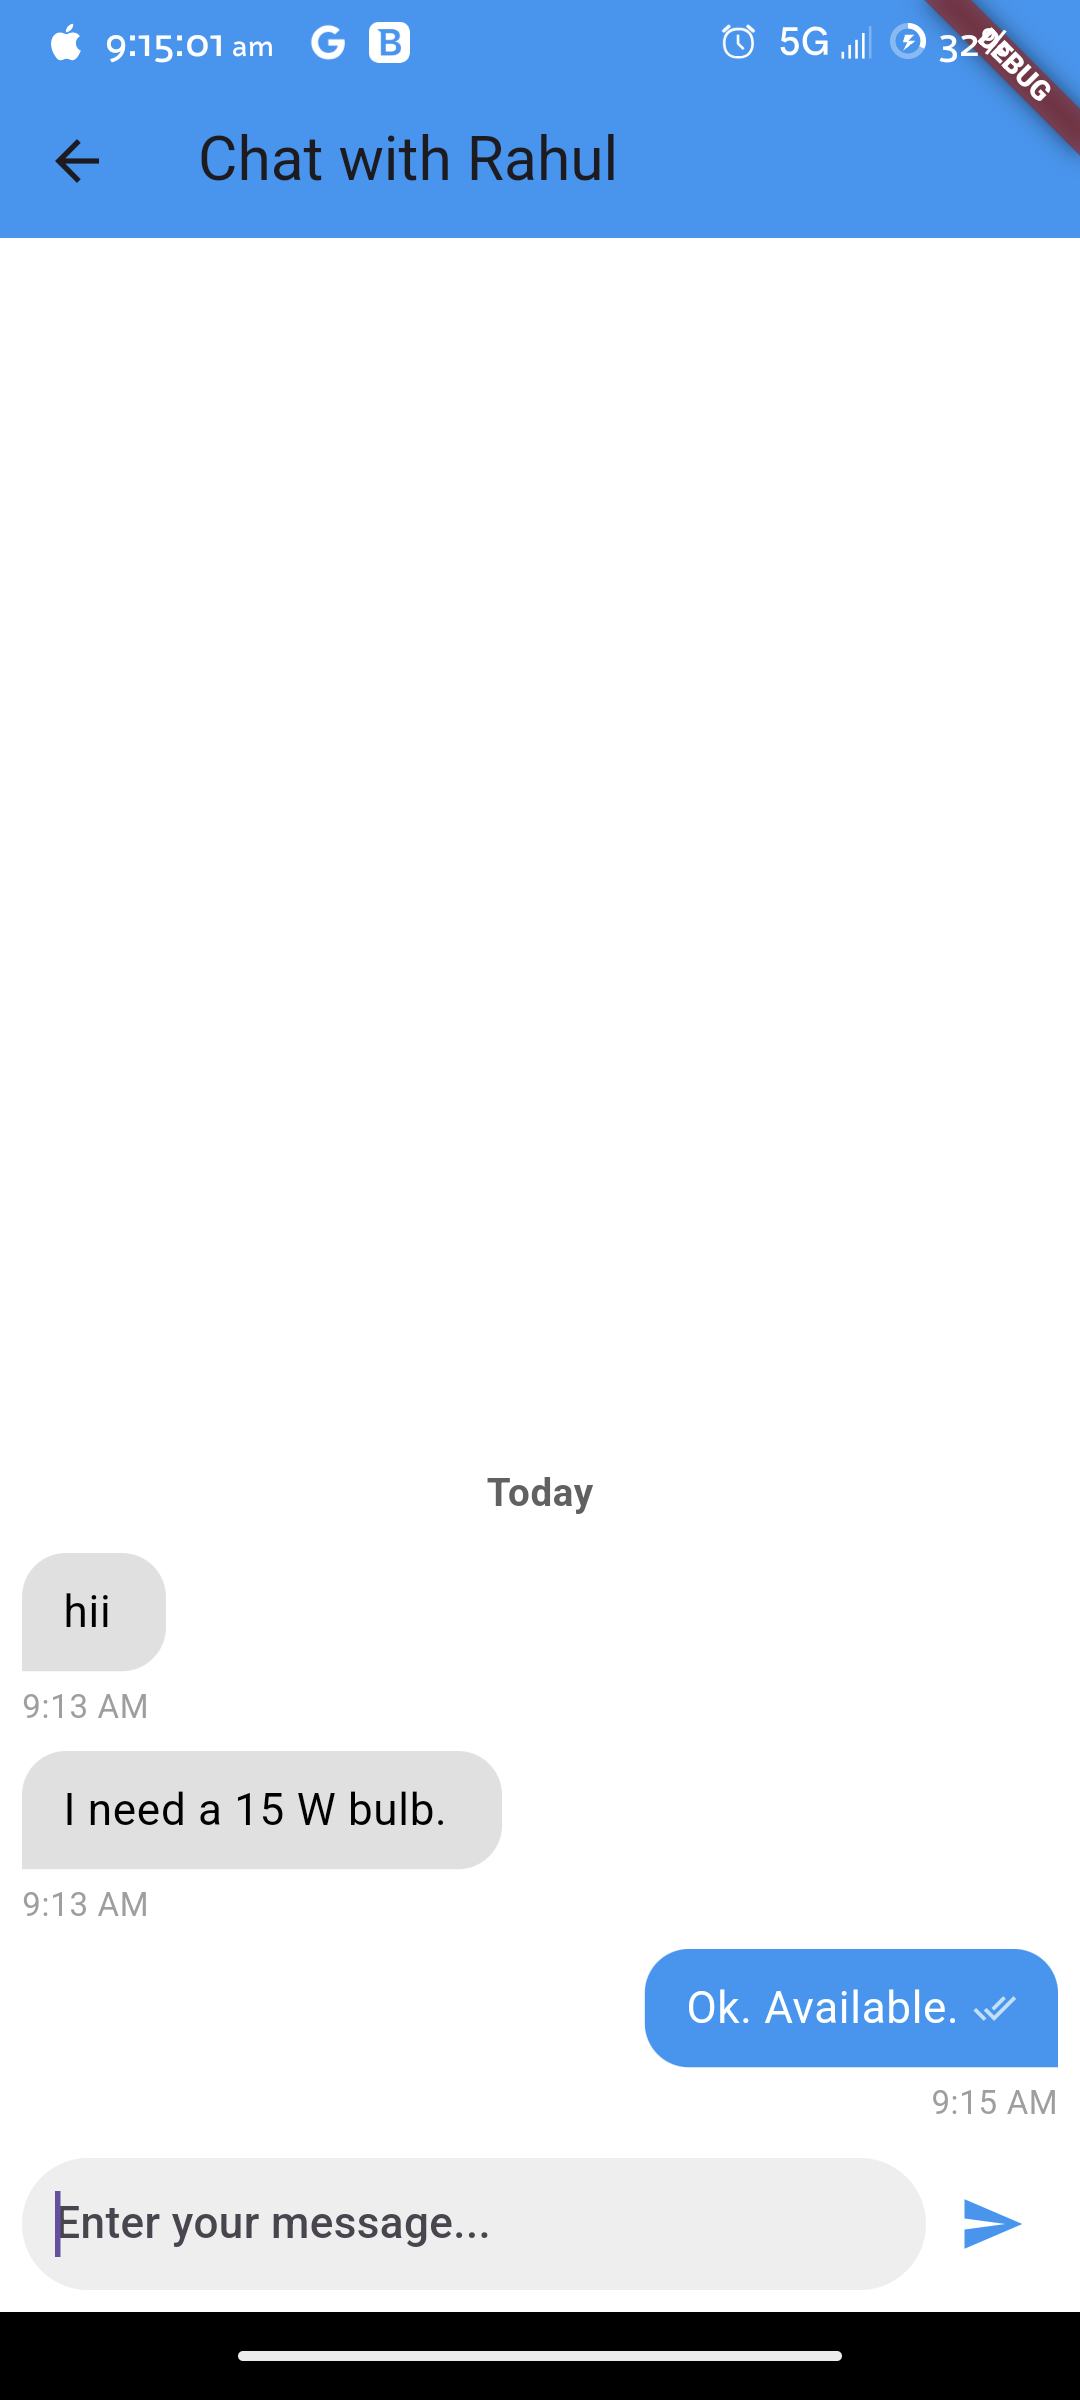 9:15:01 am G B 5G 32
DEBUG
Chat with Rahul
Today
hii
9:13 AM
I need a 15 W bulb.
9:13 AM
Ok. Available.
9:15 AM
Enter your message...